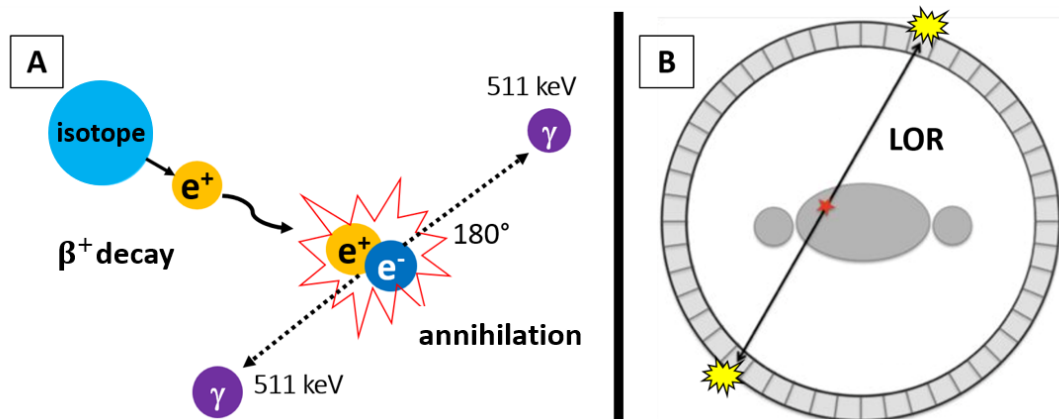 A
isotope
e⁺
β⁺ decay
e⁺
e⁻
180°
annihilation
511 keV
γ
γ
511 keV
B
LOR